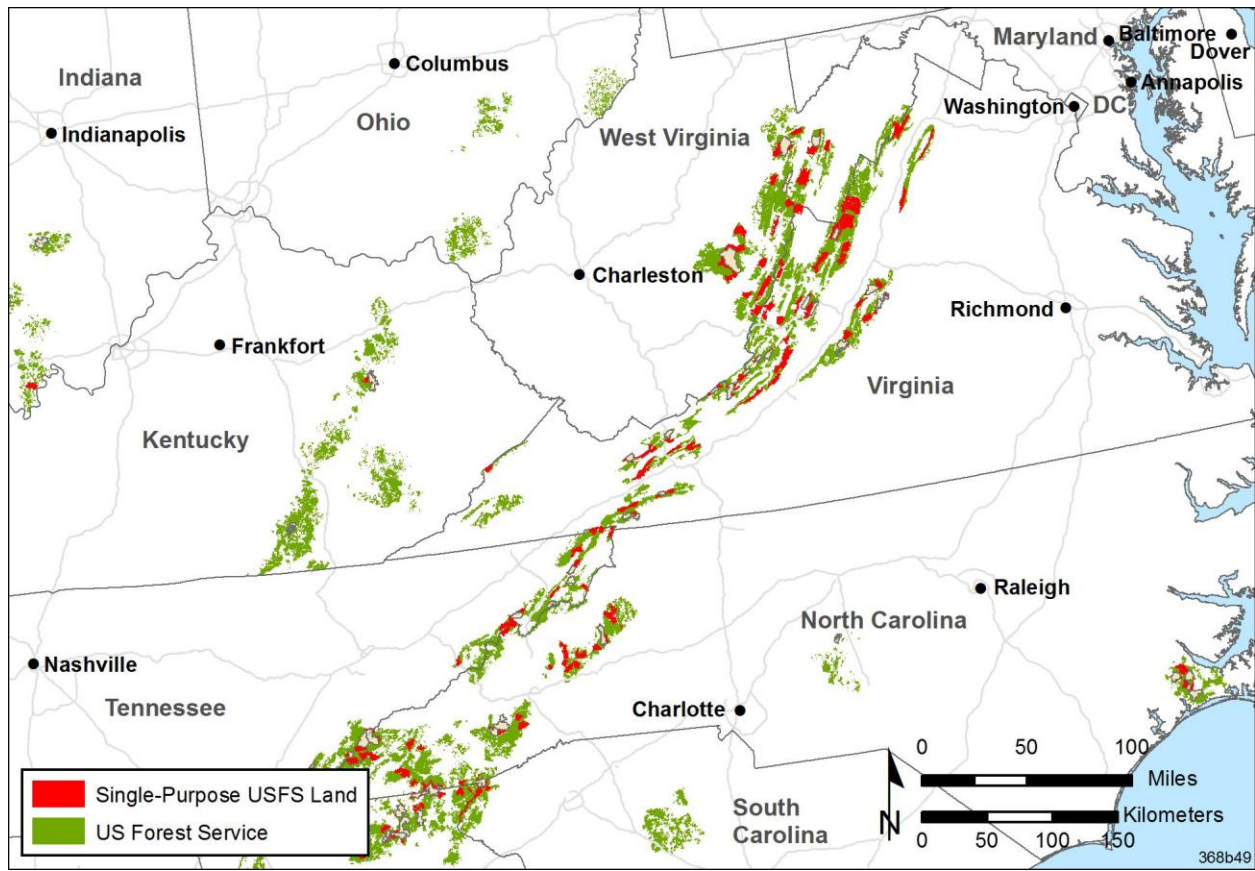 Maryland
Baltimore
Dover
Indiana
Columbus
Annapolis
Ohio
Washington
DC
Indianapolis
West Virginia
Charleston
Richmond
Frankfort
Virginia
Kentucky
Raleigh
North Carolina
Nashville
Tennessee
Charlotte
0 50 100
Miles
Single-Purpose USFS Land
South
Carolina
N
Kilometers
US Forest Service
0 50 100 150
368b49